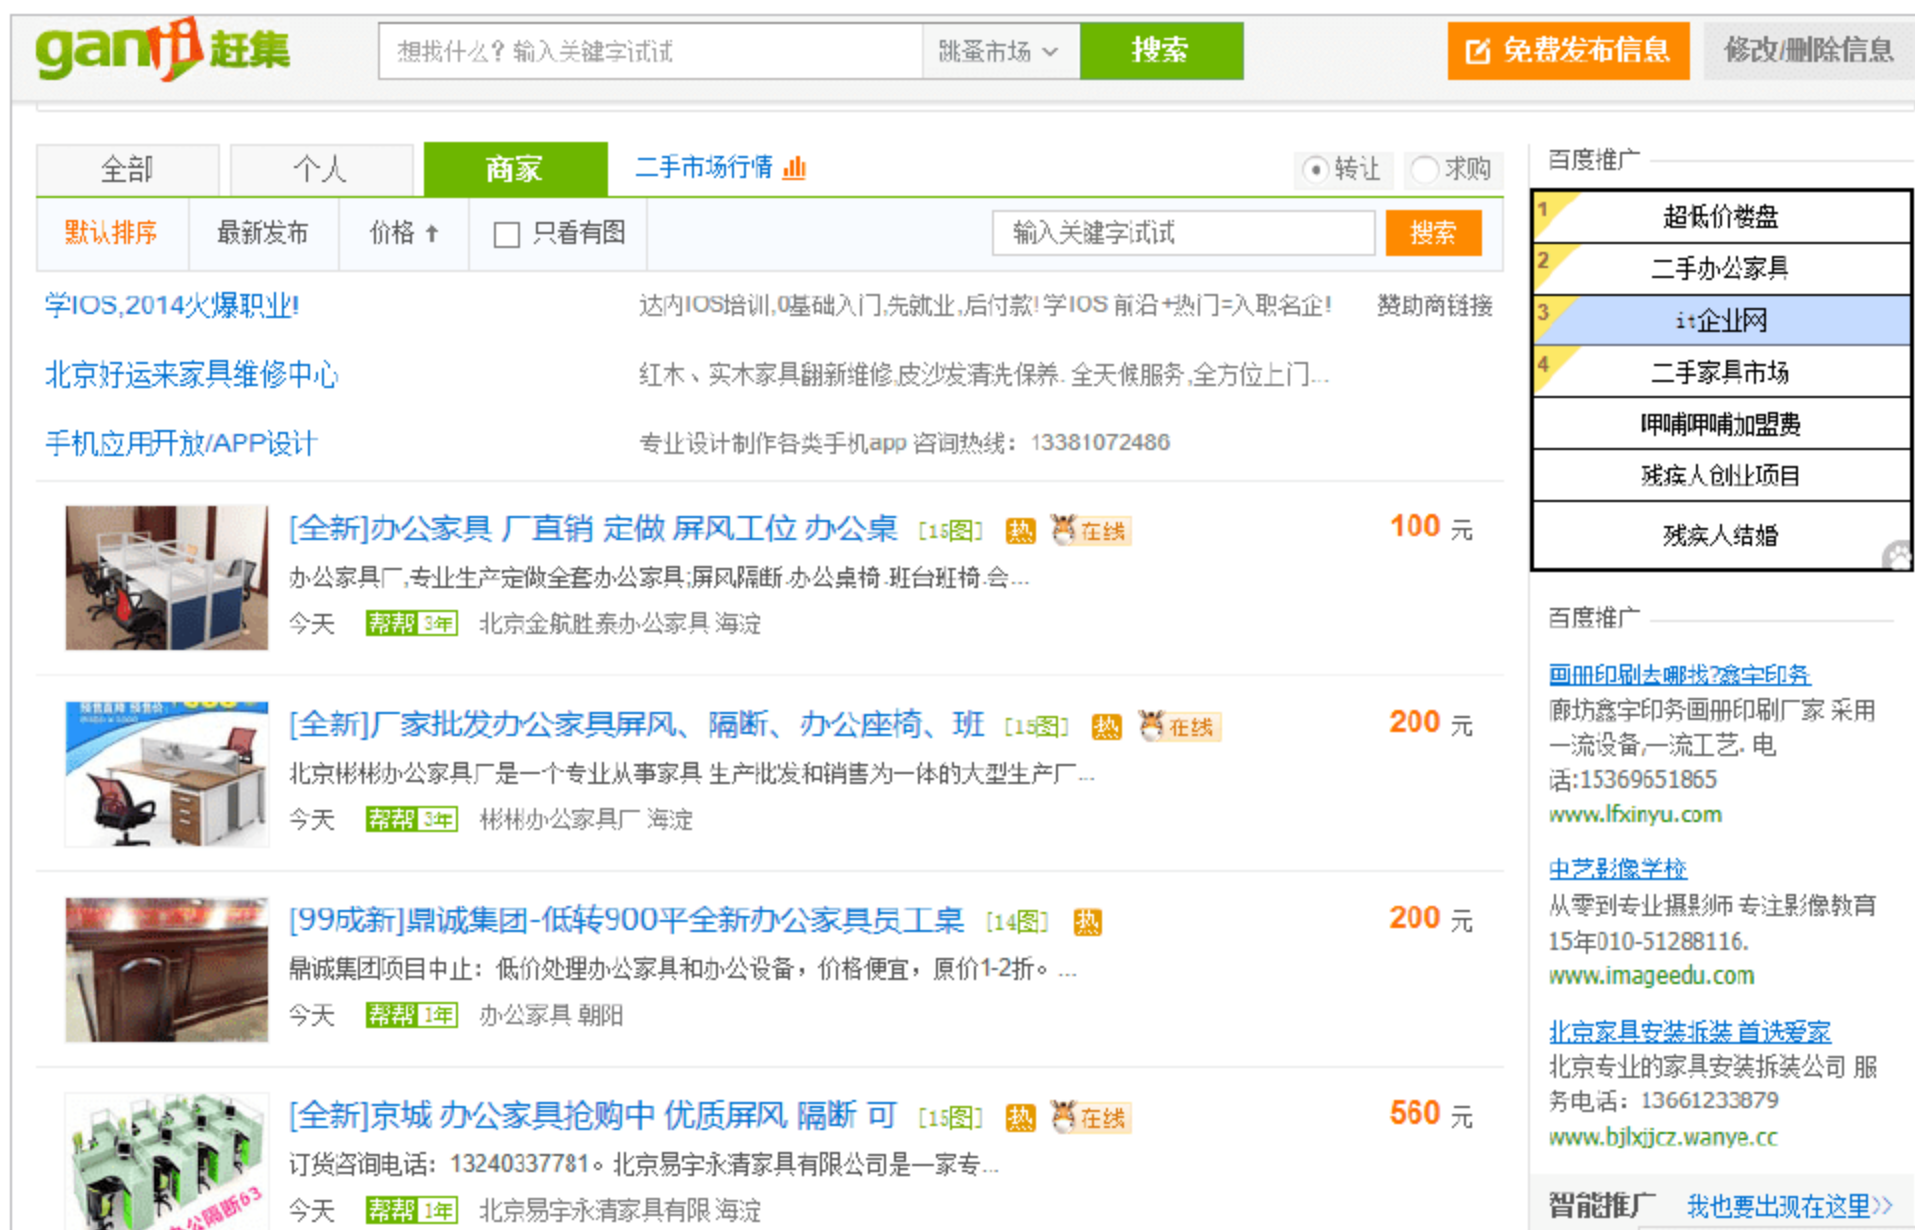 ganji赶集
想找什么？输入关键字试试
跳蚤市场
搜索
免费发布信息
修改/删除信息
全部
个人
商家
二手市场行情
转让
求购
默认排序
最新发布
价格
只看有图
输入关键字试试
搜索
学IOS,2014火爆职业!
达内IOS培训,0基础入门,先就业,后付款!学IOS 前沿+热门=入职名企!
赞助商链接
北京好运来家具维修中心
红木、实木家具翻新维修,皮沙发清洗保养. 全天候服务,全方位上门...
手机应用开放/APP设计
专业设计制作各类手机app 咨询热线：13381072486
[全新]办公家具 厂直销 定做 屏风工位 办公桌 [15图] 热 在线
100 元
办公家具厂,专业生产定做全套办公家具;屏风隔断.办公桌椅.班台班椅.会...
今天 帮帮 3年 北京金航胜泰办公家具 海淀
[全新]厂家批发办公家具屏风、隔断、办公座椅、班 [15图] 热 在线
200 元
北京彬彬办公家具厂是一个专业从事家具 生产批发和销售为一体的大型生产厂...
今天 帮帮 3年 彬彬办公家具厂 海淀
[99成新]鼎诚集团-低转900平全新办公家具员工桌 [14图] 热
200 元
鼎诚集团项目中止：低价处理办公家具和办公设备，价格便宜，原价1-2折。...
今天 帮帮 1年 办公家具 朝阳
[全新]京城 办公家具抢购中 优质屏风 隔断 可 [15图] 热 在线
560 元
订货咨询电话：13240337781。北京易宇永清家具有限公司是一家专...
今天 帮帮 1年 北京易宇永清家具有限 海淀
办公隔断63
百度推广
1 超低价楼盘
2 二手办公家具
3 it企业网
4 二手家具市场
呷哺呷哺加盟费
残疾人创业项目
残疾人结婚
百度推广
画册印刷去哪找?鑫宇印务
廊坊鑫宇印务画册印刷厂家 采用
一流设备,一流工艺. 电
话:15369651865
www.lfxinyu.com
中艺影像学校
从零到专业摄影师 专注影像教育
15年010-51288116.
www.imageedu.com
北京家具安装拆装 首选爱家
北京专业的家具安装拆装公司 服
务电话：13661233879
www.bjlxjjcz.wanye.cc
智能推广
我也要出现在这里>>